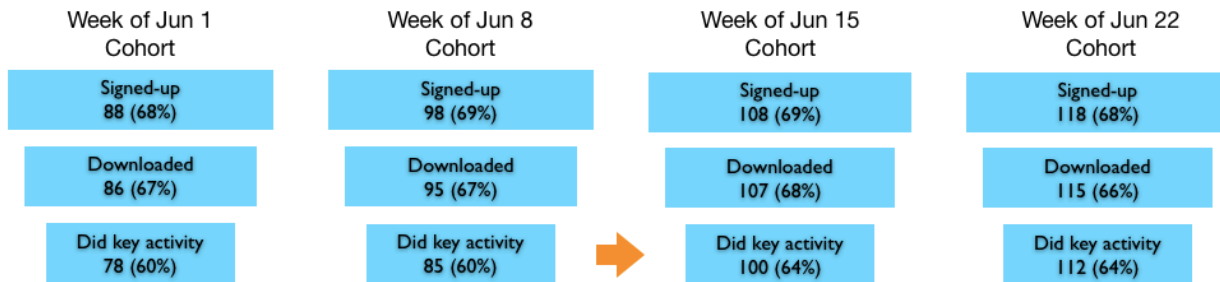 Week of Jun 1
Cohort
Signed-up
88 (68%)
Downloaded
86 (67%)
Did key activity
78 (60%)
Week of Jun 8
Cohort
Signed-up
98 (69%)
Downloaded
95 (67%)
Did key activity
85 (60%)
Week of Jun 15
Cohort
Signed-up
108 (69%)
Downloaded
107 (68%)
Did key activity
100 (64%)
Week of Jun 22
Cohort
Signed-up
118 (68%)
Downloaded
115 (66%)
Did key activity
112 (64%)